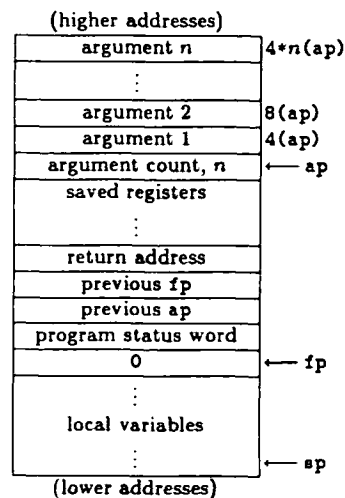 (higher addresses)
argument n 4*n(ap)
⋮
argument 2 8(ap)
argument 1 4(ap)
argument count, n ← ap
saved registers
⋮
return address
previous fp
previous ap
program status word
0 ← fp
⋮
local variables
⋮ ← sp
(lower addresses)